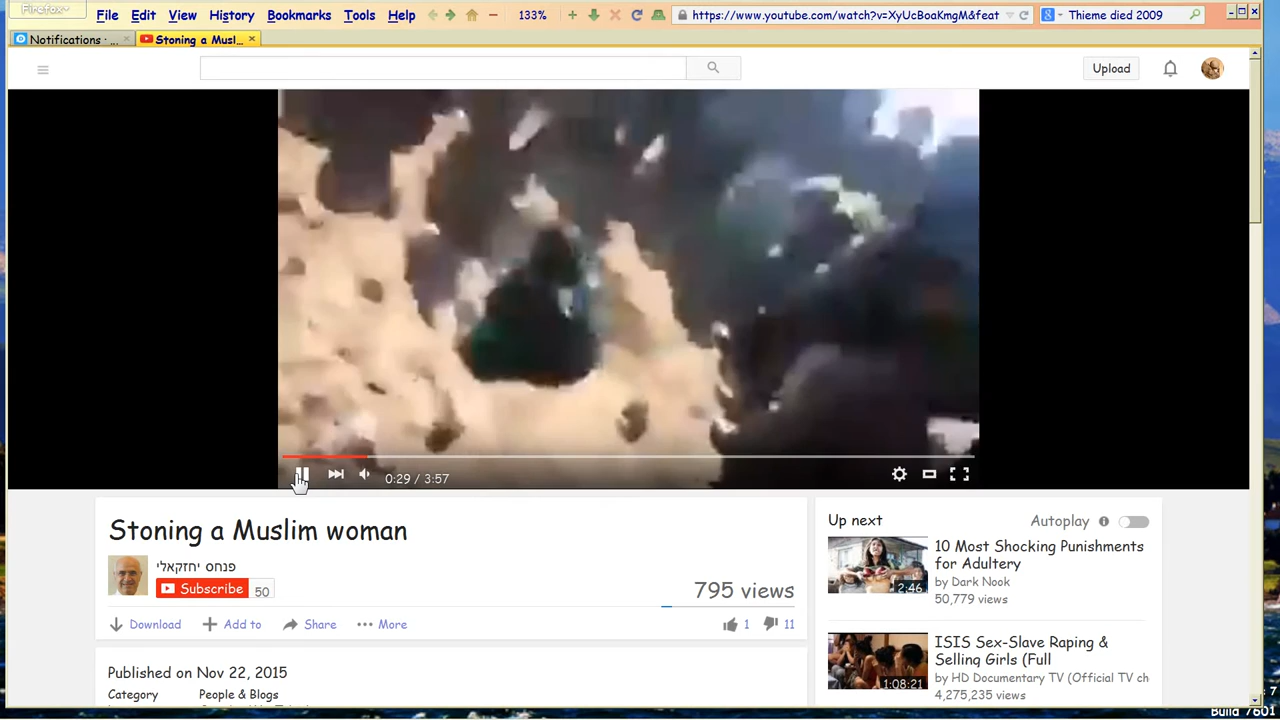 Firefox
File Edit View History Bookmarks Tools Help 133% https://www.youtube.com/watch?v=XyUcBoaKmgM&feat Thieme died 2009
Notifications · ... Stoning a Musl...
Upload
0:29 / 3:57
Stoning a Muslim woman
פנחס יחזקאלי
Subscribe 50
795 views
Download Add to Share More 1 11
Published on Nov 22, 2015
Category People & Blogs
Up next Autoplay
10 Most Shocking Punishments
for Adultery
by Dark Nook
50,779 views
2:46
ISIS Sex-Slave Raping &
Selling Girls (Full
by HD Documentary TV (Official TV ch
4,275,235 views
1:08:21
: 7
Build 7601